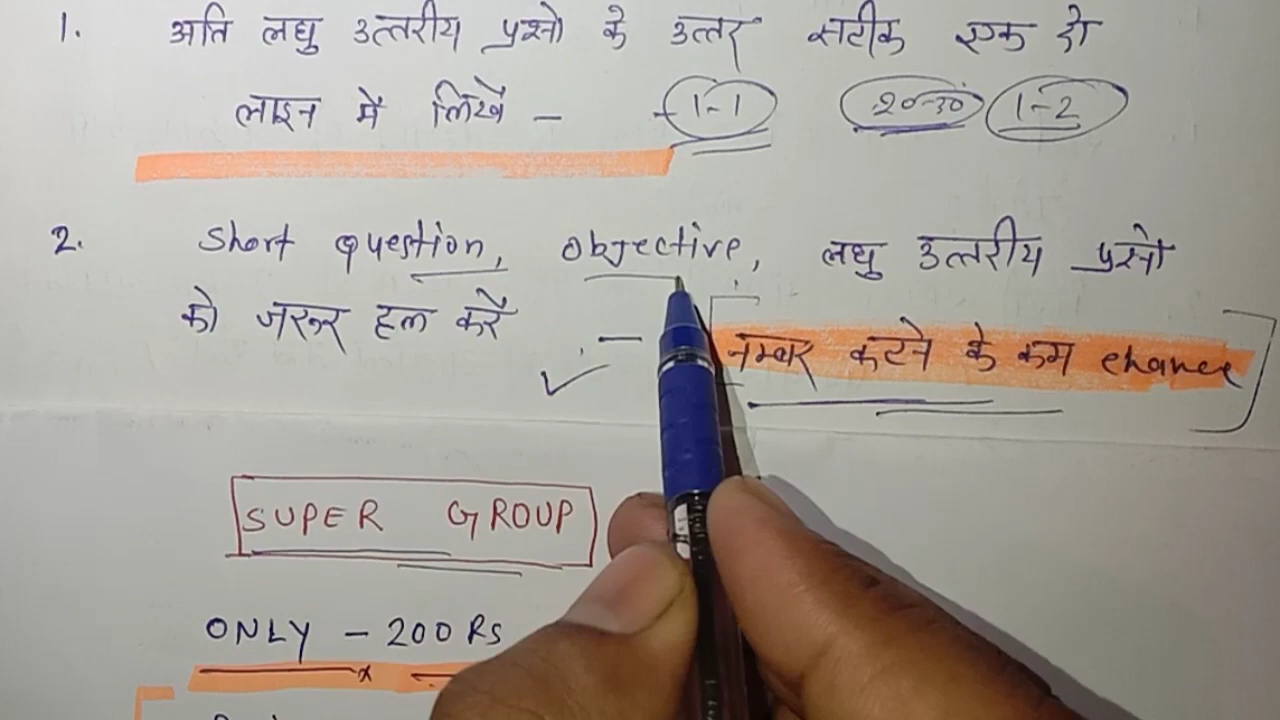 1. अति लघु उत्तरीय प्रश्नो के उत्तर सटीक एक दो
लाइन में लिखें - 1-1 20-30 1-2
2. Short question, objective, लघु उत्तरीय प्रश्नो
को जरूर हल करें - नम्बर कटने के कम chance
SUPER GROUP
ONLY - 200 RS